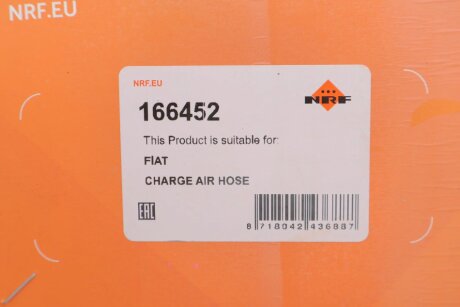 NRF.EU
NRF.EU
NRF
166452
This Product is suitable for:
FIAT
CHARGE AIR HOSE
EAC
8 718042 436887